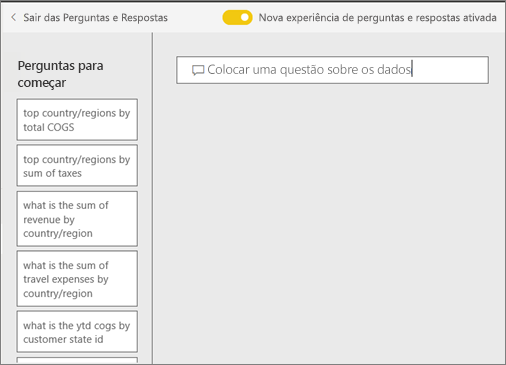 Sair das Perguntas e Respostas
Nova experiência de perguntas e respostas ativada
Perguntas para
começar
Colocar uma questão sobre os dados
top country/regions by
total COGS
top country/regions by
sum of taxes
what is the sum of
revenue by
country/region
what is the sum of
travel expenses by
country/region
what is the ytd cogs by
customer state id